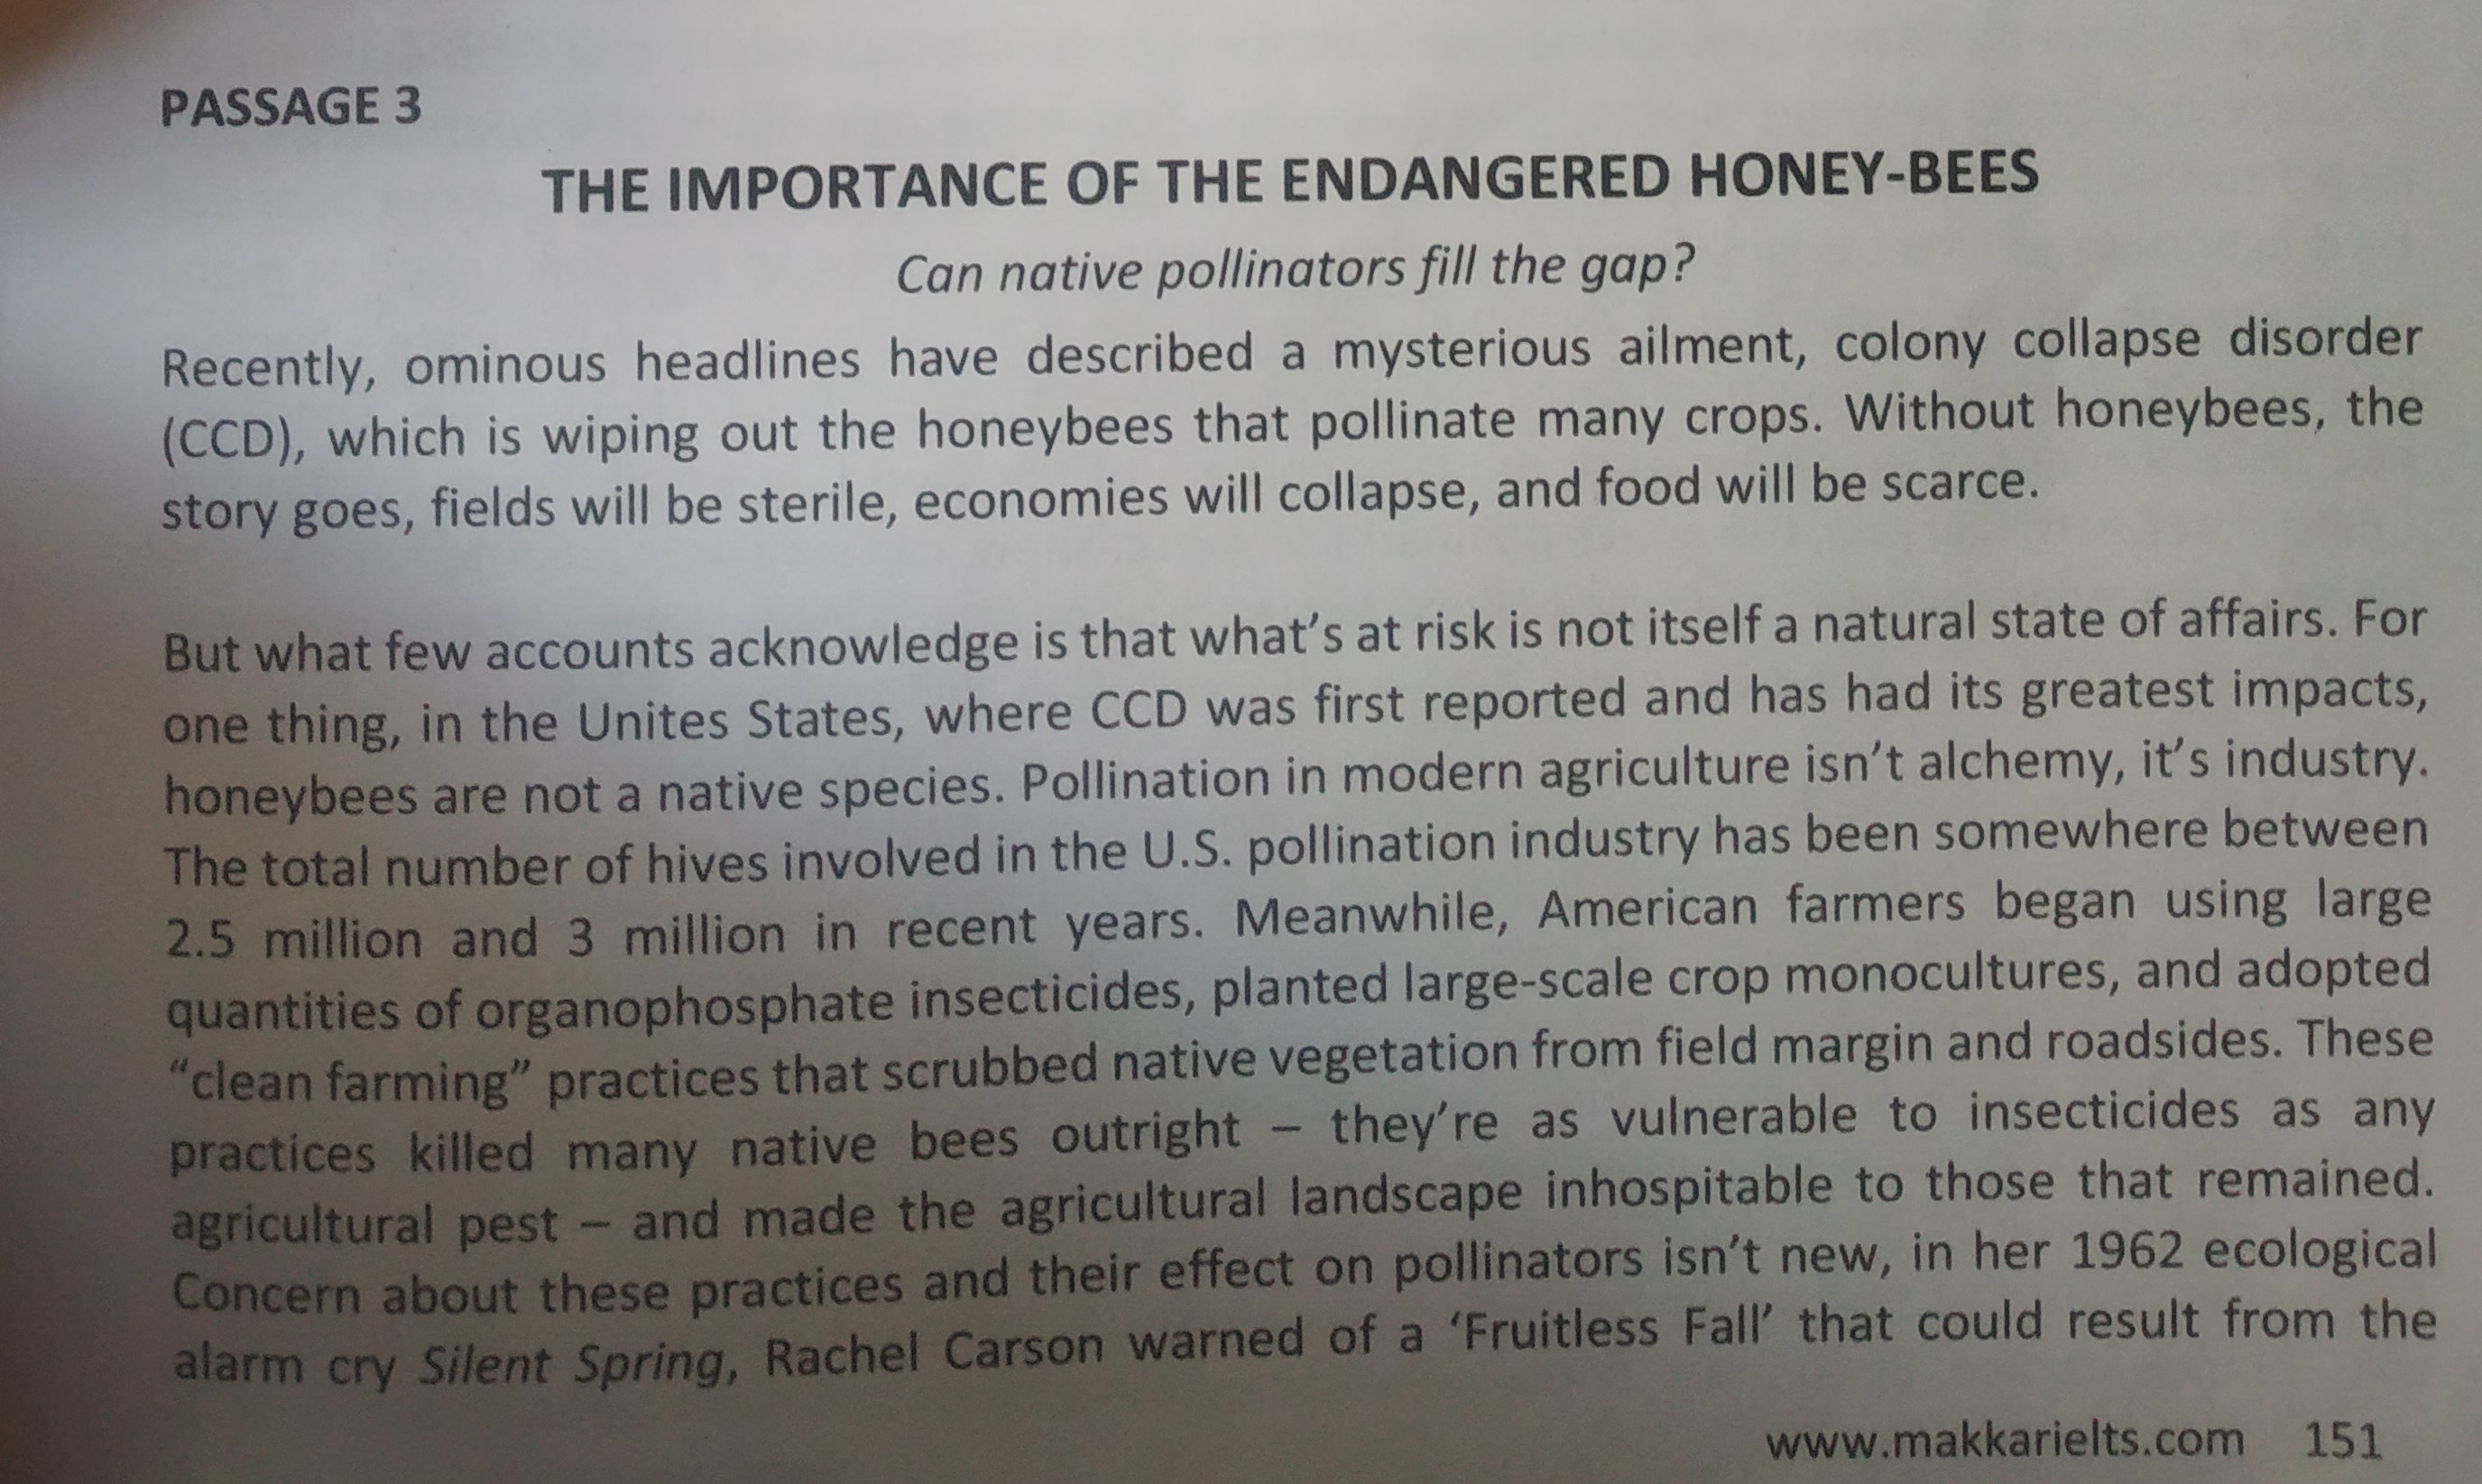 PASSAGE 3
THE IMPORTANCE OF THE ENDANGERED HONEY-BEES
Can native pollinators fill the gap?
Recently, ominous headlines have described a mysterious ailment, colony collapse disorder
(CCD), which is wiping out the honeybees that pollinate many crops. Without honeybees, the
story goes, fields will be sterile, economies will collapse, and food will be scarce.
But what few accounts acknowledge is that what's at risk is not itself a natural state of affairs. For
one thing, in the Unites States, where CCD was first reported and has had its greatest impacts,
honeybees are not a native species. Pollination in modern agriculture isn't alchemy, it's industry.
The total number of hives involved in the U.S. pollination industry has been somewhere between
2.5 million and 3 million in recent years. Meanwhile, American farmers began using large
quantities of organophosphate insecticides, planted large-scale crop monocultures, and adopted
“clean farming” practices that scrubbed native vegetation from field margin and roadsides. These
practices killed many native bees outright – they're as vulnerable to insecticides as any
agricultural pest – and made the agricultural landscape inhospitable to those that remained.
Concern about these practices and their effect on pollinators isn't new, in her 1962 ecological
alarm cry Silent Spring, Rachel Carson warned of a ‘Fruitless Fall’ that could result from the
www.makkarielts.com 151